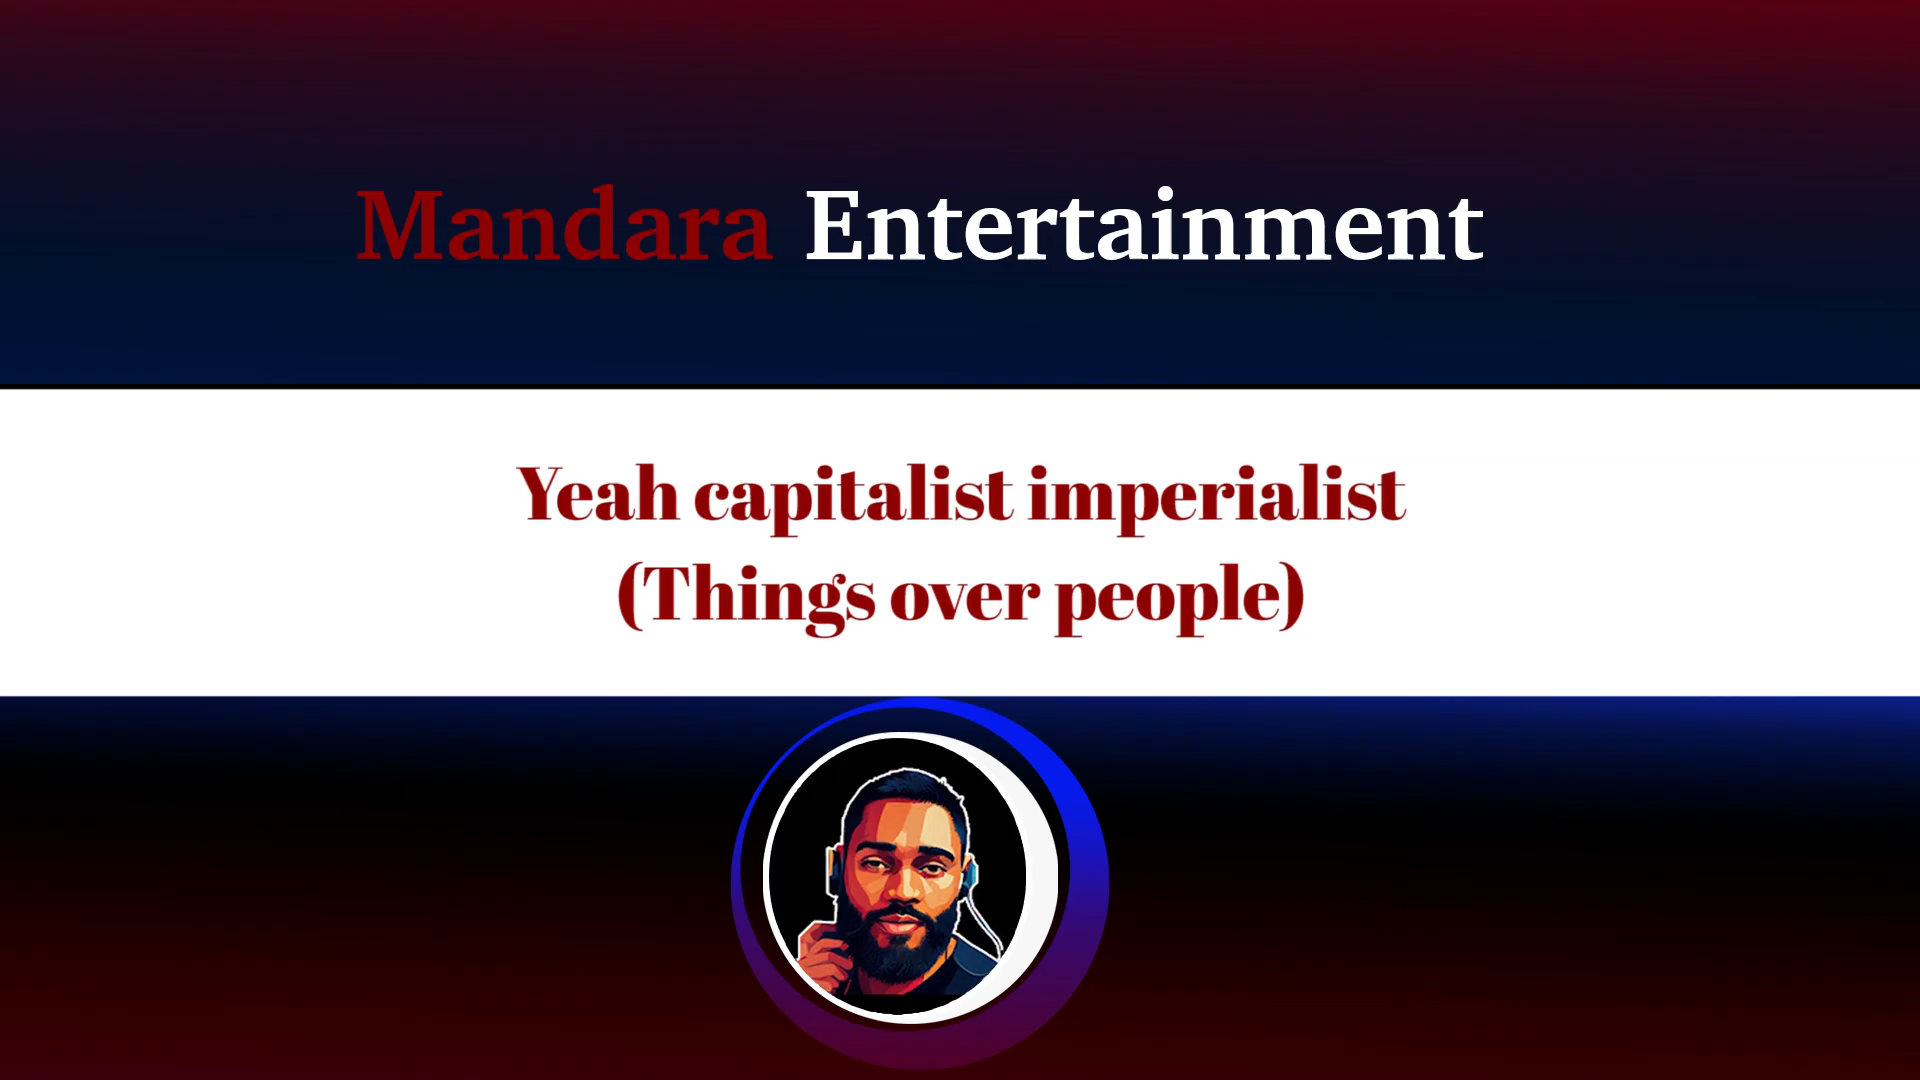 Mandara Entertainment
Yeah capitalist imperialist
(Things over people)